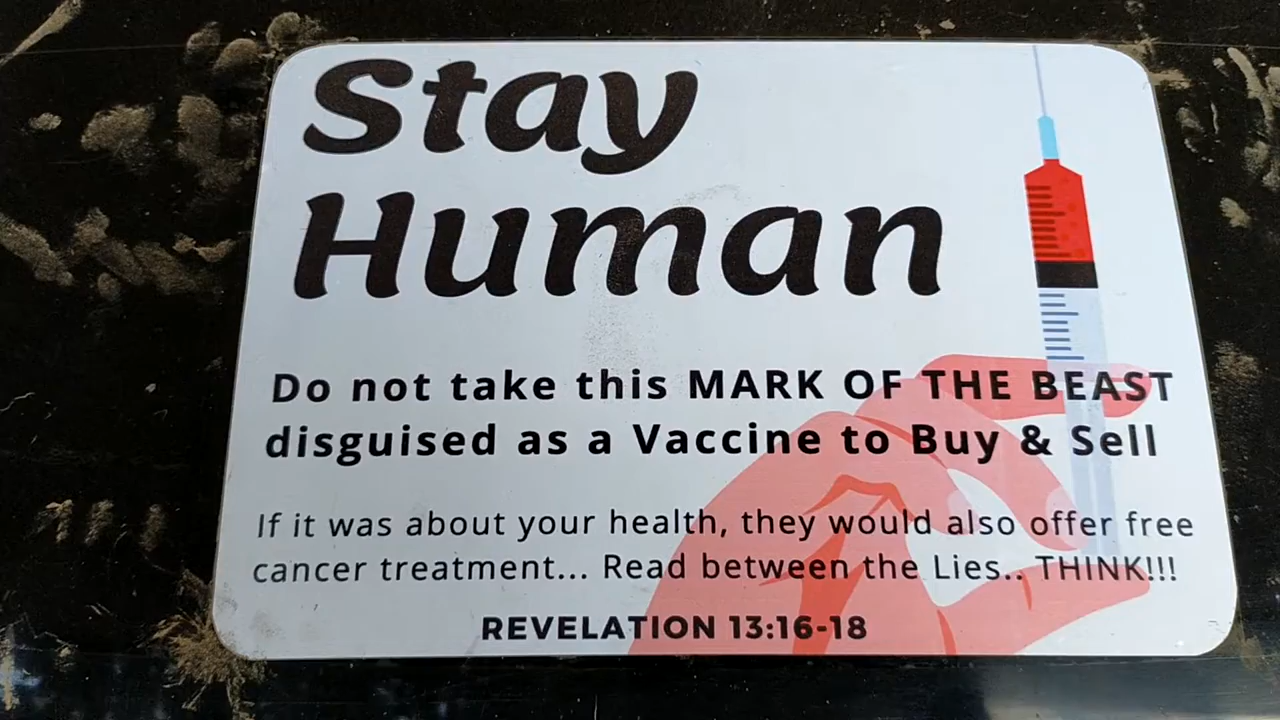 Stay
Human
Do not take this MARK OF THE BEAST
disguised as a Vaccine to Buy & Sell
If it was about your health, they would also offer free
cancer treatment... Read between the Lies.. THINK!!!
REVELATION 13:16-18